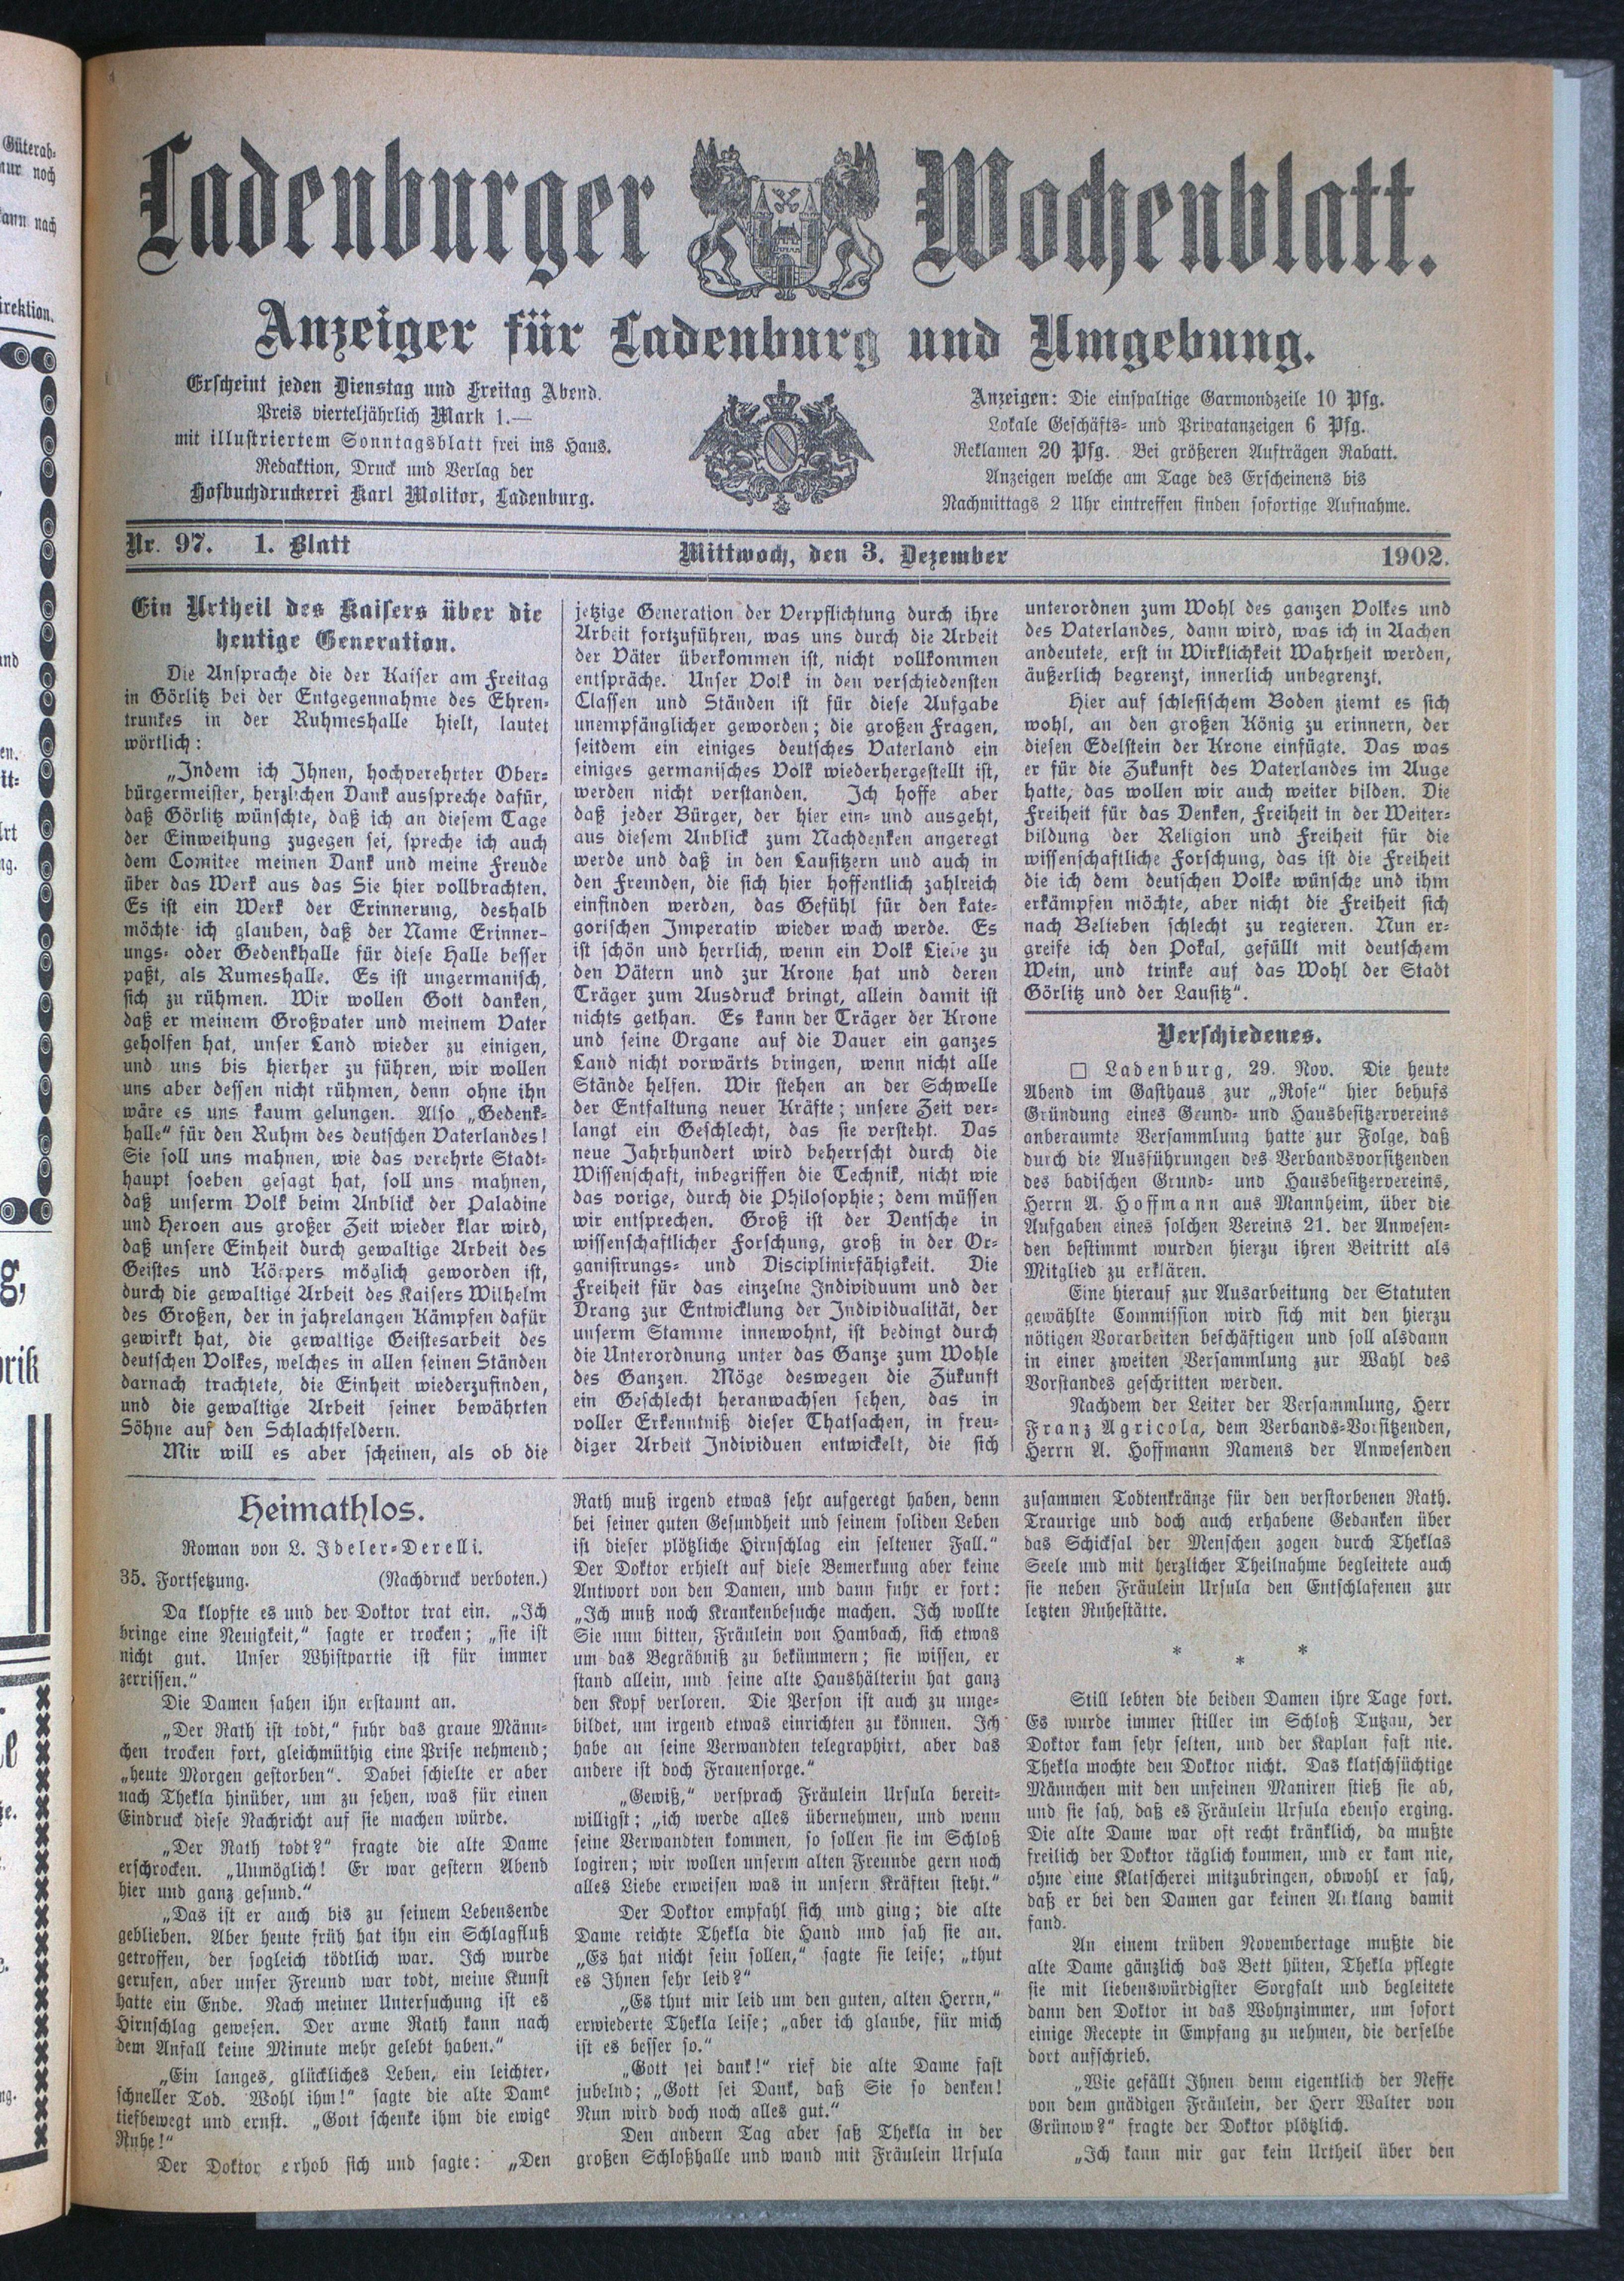 Güterab-
nur noch
kann nach
irektion.
Ladenburger Wochenblatt.
Anzeiger für Ladenburg und Umgebung.
Erscheint jeden Dienstag und Freitag Abend.
Preis vierteljährlich Mark 1.—
mit illustriertem Sonntagsblatt frei ins Haus.
Redaktion, Druck und Verlag der
Hofbuchdruckerei Karl Molitor, Ladenburg.
Anzeigen: Die einspaltige Garmondzeile 10 Pfg.
Lokale Geschäfts- und Privatanzeigen 6 Pfg.
Reklamen 20 Pfg. Bei größeren Aufträgen Rabatt.
Anzeigen welche am Tage des Erscheinens bis
Nachmittags 2 Uhr eintreffen finden sofortige Aufnahme.
Nr. 97. 1. Blatt Mittwoch, den 3. Dezember 1902.
Ein Urtheil des Kaisers über die
heutige Generation.
Die Ansprache die der Kaiser am Freitag
in Görlitz bei der Entgegennahme des Ehren-
trunkes in der Ruhmeshalle hielt, lautet
wörtlich:
„Indem ich Ihnen, hochverehrter Ober-
bürgermeister, herzlichen Dank ausspreche dafür,
daß Görlitz wünschte, daß ich an diesem Tage
der Einweihung zugegen sei, spreche ich auch
dem Comitee meinen Dank und meine Freude
über das Werk aus das Sie hier vollbrachten.
Es ist ein Werk der Erinnerung, deshalb
möchte ich glauben, daß der Name Erinner-
ungs- oder Gedenkhalle für diese Halle besser
paßt, als Rumeshalle. Es ist ungermanisch,
sich zu rühmen. Wir wollen Gott danken,
daß er meinem Großvater und meinem Vater
geholfen hat, unser Land wieder zu einigen,
und uns bis hierher zu führen, wir wollen
uns aber dessen nicht rühmen, denn ohne ihn
wäre es uns kaum gelungen. Also „Gedenk-
halle“ für den Ruhm des deutschen Vaterlandes!
Sie soll uns mahnen, wie das verehrte Stadt-
haupt soeben gesagt hat, soll uns mahnen,
daß unserm Volk beim Anblick der Paladine
und Heroen aus großer Zeit wieder klar wird,
daß unsere Einheit durch gewaltige Arbeit des
Geistes und Körpers möglich geworden ist,
durch die gewaltige Arbeit des Kaisers Wilhelm
des Großen, der in jahrelangen Kämpfen dafür
gewirkt hat, die gewaltige Geistesarbeit des
deutschen Volkes, welches in allen seinen Ständen
darnach trachtete, die Einheit wiederzufinden,
und die gewaltige Arbeit seiner bewährten
Söhne auf den Schlachtfeldern.
Mir will es aber scheinen, als ob die
jetzige Generation der Verpflichtung durch ihre
Arbeit fortzuführen, was uns durch die Arbeit
der Väter überkommen ist, nicht vollkommen
entspräche. Unser Volk in den verschiedensten
Classen und Ständen ist für diese Aufgabe
unempfänglicher geworden; die großen Fragen,
seitdem ein einiges deutsches Vaterland ein
einiges germanisches Volk wiederhergestellt ist,
werden nicht verstanden. Ich hoffe aber
daß jeder Bürger, der hier ein- und ausgeht,
aus diesem Anblick zum Nachdenken angeregt
werde und daß in den Lausitzern und auch in
den Fremden, die sich hier hoffentlich zahlreich
einfinden werden, das Gefühl für den kate-
gorischen Imperativ wieder wach werde. Es
ist schön und herrlich, wenn ein Volk Liebe zu
den Vätern und zur Krone hat und deren
Träger zum Ausdruck bringt, allein damit ist
nichts gethan. Es kann der Träger der Krone
und seine Organe auf die Dauer ein ganzes
Land nicht vorwärts bringen, wenn nicht alle
Stände helfen. Wir stehen an der Schwelle
der Entfaltung neuer Kräfte; unsere Zeit ver-
langt ein Geschlecht, das sie versteht. Das
neue Jahrhundert wird beherrscht durch die
Wissenschaft, inbegriffen die Technik, nicht wie
das vorige, durch die Philosophie; dem müssen
wir entsprechen. Groß ist der Dentsche in
wissenschaftlicher Forschung, groß in der Or-
ganisirungs- und Disciplinirfähigkeit. Die
Freiheit für das einzelne Individuum und der
Drang zur Entwicklung der Individualität, der
unserm Stamme innewohnt, ist bedingt durch
die Unterordnung unter das Ganze zum Wohle
des Ganzen. Möge deswegen die Zukunft
ein Geschlecht heranwachsen sehen, das in
voller Erkenntniß dieser Thatsachen, in freu-
diger Arbeit Individuen entwickelt, die sich
unterordnen zum Wohl des ganzen Volkes und
des Vaterlandes, dann wird, was ich in Aachen
andeutete, erst in Wirklichkeit Wahrheit werden,
äußerlich begrenzt, innerlich unbegrenzt.
Hier auf schlesischem Boden ziemt es sich
wohl, an den großen König zu erinnern, der
diesen Edelstein der Krone einfügte. Das was
er für die Zukunft des Vaterlandes im Auge
hatte, das wollen wir auch weiter bilden. Die
Freiheit für das Denken, Freiheit in der Weiter-
bildung der Religion und Freiheit für die
wissenschaftliche Forschung, das ist die Freiheit
die ich dem deutschen Volke wünsche und ihm
erkämpfen möchte, aber nicht die Freiheit sich
nach Belieben schlecht zu regieren. Nun er-
greife ich den Pokal, gefüllt mit deutschem
Wein, und trinke auf das Wohl der Stadt
Görlitz und der Lausitz“.
Verschiedenes.
□ Ladenburg, 29. Nov. Die heute
Abend im Gasthaus zur „Rose“ hier behufs
Gründung eines Grund- und Hausbesitzervereins
anberaumte Versammlung hatte zur Folge, daß
durch die Ausführungen des Verbandsvorsitzenden
des badischen Grund- und Hausbesitzervereins,
Herrn A. Hoffmann aus Mannheim, über die
Aufgaben eines solchen Vereins 21. der Anwesen-
den bestimmt wurden hierzu ihren Beitritt als
Mitglied zu erklären.
Eine hierauf zur Ausarbeitung der Statuten
gewählte Commission wird sich mit den hierzu
nötigen Vorarbeiten beschäftigen und soll alsdann
in einer zweiten Versammlung zur Wahl des
Vorstandes geschritten werden.
Nachdem der Leiter der Versammlung, Herr
Franz Agricola, dem Verbands-Vorsitzenden,
Herrn A. Hoffmann Namens der Anwesenden
Heimathlos.
Roman von L. Ideler-Derelli.
35. Fortsetzung. (Nachdruck verboten.)
Da klopfte es und der Doktor trat ein. „Ich
bringe eine Neuigkeit,“ sagte er trocken; „sie ist
nicht gut. Unser Whistpartie ist für immer
zerrissen.“
Die Damen sahen ihn erstaunt an.
„Der Rath ist todt,“ fuhr das graue Männ-
chen trocken fort, gleichmüthig eine Prise nehmend;
„heute Morgen gestorben“. Dabei schielte er aber
nach Thekla hinüber, um zu sehen, was für einen
Eindruck diese Nachricht auf sie machen würde.
„Der Rath todt?“ fragte die alte Dame
erschrocken. „Unmöglich! Er war gestern Abend
hier und ganz gesund.“
„Das ist er auch bis zu seinem Lebensende
geblieben. Aber heute früh hat ihn ein Schlagfluß
getroffen, der sogleich tödtlich war. Ich wurde
gerufen, aber unser Freund war todt, meine Kunst
hatte ein Ende. Nach meiner Untersuchung ist es
Hirnschlag gewesen. Der arme Rath kann nach
dem Anfall keine Minute mehr gelebt haben.“
„Ein langes, glückliches Leben, ein leichter,
schneller Tod. Wohl ihm!“ sagte die alte Dame
tiefbewegt und ernst. „Gott schenke ihm die ewige
Ruhe!“
Der Doktor erhob sich und sagte: „Den
Rath muß irgend etwas sehr aufgeregt haben, denn
bei seiner guten Gesundheit und seinem soliden Leben
ist dieser plötzliche Hirnschlag ein seltener Fall.“
Der Doktor erhielt auf diese Bemerkung aber keine
Antwort von den Damen, und dann fuhr er fort:
„Ich muß noch Krankenbesuche machen. Ich wollte
Sie nun bitten, Fräulein von Hambach, sich etwas
um das Begräbniß zu bekümmern; sie wissen, er
stand allein, und seine alte Haushälterin hat ganz
den Kopf verloren. Die Person ist auch zu unge-
bildet, um irgend etwas einrichten zu können. Ich
habe an seine Verwandten telegraphirt, aber das
andere ist doch Frauensorge.“
„Gewiß,“ versprach Fräulein Ursula bereit-
willigst; „ich werde alles übernehmen, und wenn
seine Verwandten kommen, so sollen sie im Schloß
logiren; wir wollen unserm alten Freunde gern noch
alles Liebe erweisen was in unsern Kräften steht.“
Der Doktor empfahl sich und ging; die alte
Dame reichte Thekla die Hand und sah sie an.
„Es hat nicht sein sollen,“ sagte sie leise; „thut
es Ihnen sehr leid?“
„Es thut mir leid um den guten, alten Herrn,“
erwiederte Thekla leise; „aber ich glaube, für mich
ist es besser so.“
„Gott sei dank!“ rief die alte Dame fast
jubelnd; „Gott sei Dank, daß Sie so denken!
Nun wird doch noch alles gut.“
Den andern Tag aber saß Thekla in der
großen Schloßhalle und wand mit Fräulein Ursula
zusammen Todtenkränze für den verstorbenen Rath.
Traurige und doch auch erhabene Gedanken über
das Schicksal der Menschen zogen durch Theklas
Seele und mit herzlicher Theilnahme begleitete auch
sie neben Fräulein Ursula den Entschlafenen zur
letzten Ruhestätte.
* * *
Still lebten die beiden Damen ihre Tage fort.
Es wurde immer stiller im Schloß Tutzau, der
Doktor kam sehr selten, und der Kaplan fast nie.
Thekla mochte den Doktor nicht. Das klatschsüchtige
Männchen mit den unfeinen Maniren stieß sie ab,
und sie sah, daß es Fräulein Ursula ebenso erging.
Die alte Dame war oft recht kränklich, da mußte
freilich der Doktor täglich kommen, und er kam nie,
ohne eine Klatscherei mitzubringen, obwohl er sah,
daß er bei den Damen gar keinen Anklang damit
fand.
An einem trüben Novembertage mußte die
alte Dame gänzlich das Bett hüten, Thekla pflegte
sie mit liebenswürdigster Sorgfalt und begleitete
dann den Doktor in das Wohnzimmer, um sofort
einige Recepte in Empfang zu nehmen, die derselbe
dort aufschrieb.
„Wie gefällt Ihnen denn eigentlich der Neffe
von dem gnädigen Fräulein, der Herr Walter von
Grünow?“ fragte der Doktor plötzlich.
„Ich kann mir gar kein Urtheil über den